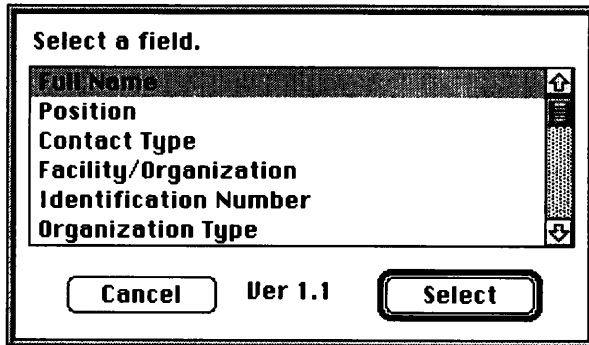 Select a field.
Full Name
Position
Contact Type
Facility/Organization
Identification Number
Organization Type
Cancel Ver 1.1 Select